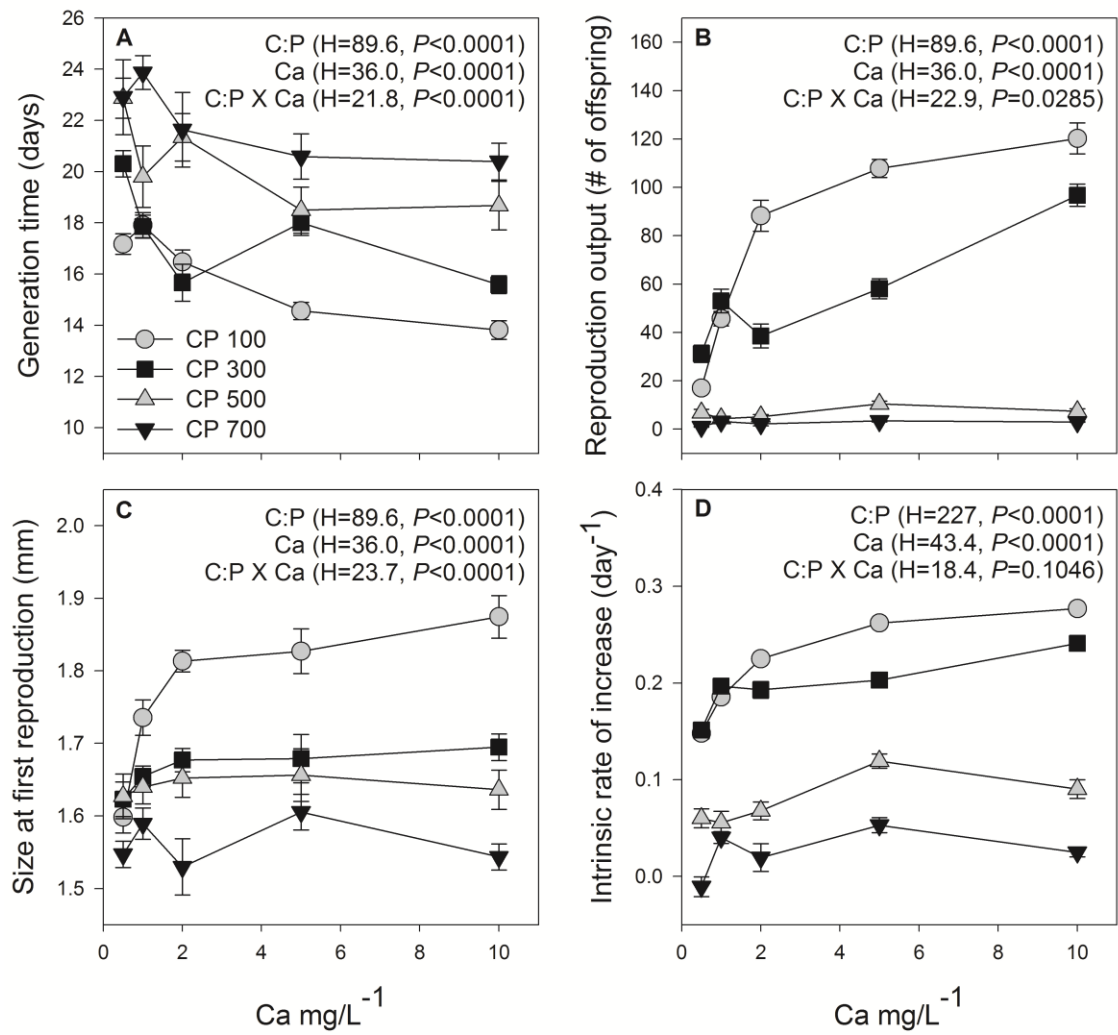 A
C:P (H=89.6, P<0.0001)
Ca (H=36.0, P<0.0001)
C:P X Ca (H=21.8, P<0.0001)
Generation time (days)
26
24
22
20
18
16
14
12
10
CP 100
CP 300
CP 500
CP 700
B
C:P (H=89.6, P<0.0001)
Ca (H=36.0, P<0.0001)
C:P X Ca (H=22.9, P=0.0285)
Reproduction output (# of offspring)
160
140
120
100
80
60
40
20
0
C
C:P (H=89.6, P<0.0001)
Ca (H=36.0, P<0.0001)
C:P X Ca (H=23.7, P<0.0001)
Size at first reproduction (mm)
2.0
1.9
1.8
1.7
1.6
1.5
0 2 4 6 8 10
Ca mg/L⁻¹
D
C:P (H=227, P<0.0001)
Ca (H=43.4, P<0.0001)
C:P X Ca (H=18.4, P=0.1046)
Intrinsic rate of increase (day⁻¹)
0.4
0.3
0.2
0.1
0.0
0 2 4 6 8 10
Ca mg/L⁻¹